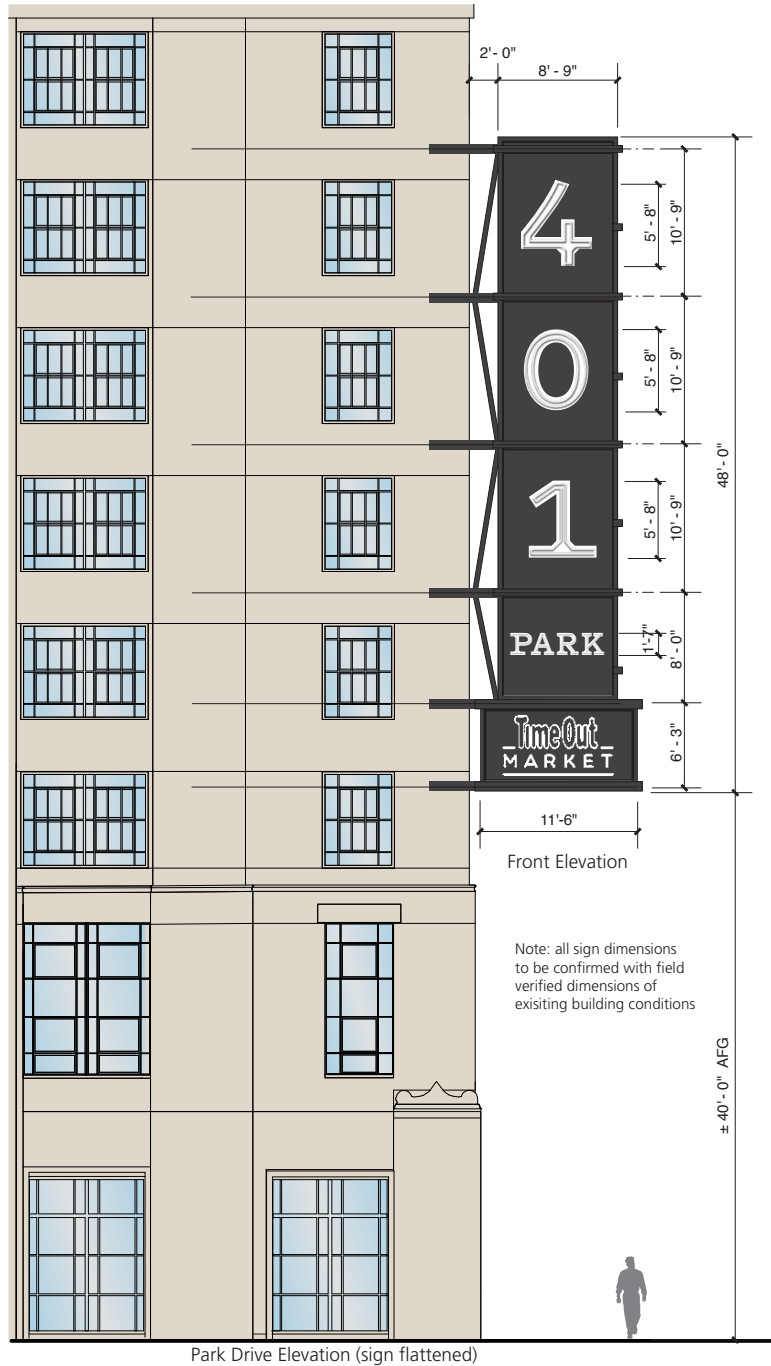 2'- 0"
8' - 9"
4
5' - 8"
10' - 9"
0
5' - 8"
10' - 9"
48'- 0"
1
5' - 8"
10' - 9"
PARK
1'-7"
8' - 0"
TimeOut
MARKET
6' - 3"
11'-6"
Front Elevation
Note: all sign dimensions
to be confirmed with field
verified dimensions of
exisiting building conditions
± 40'- 0" AFG
Park Drive Elevation (sign flattened)